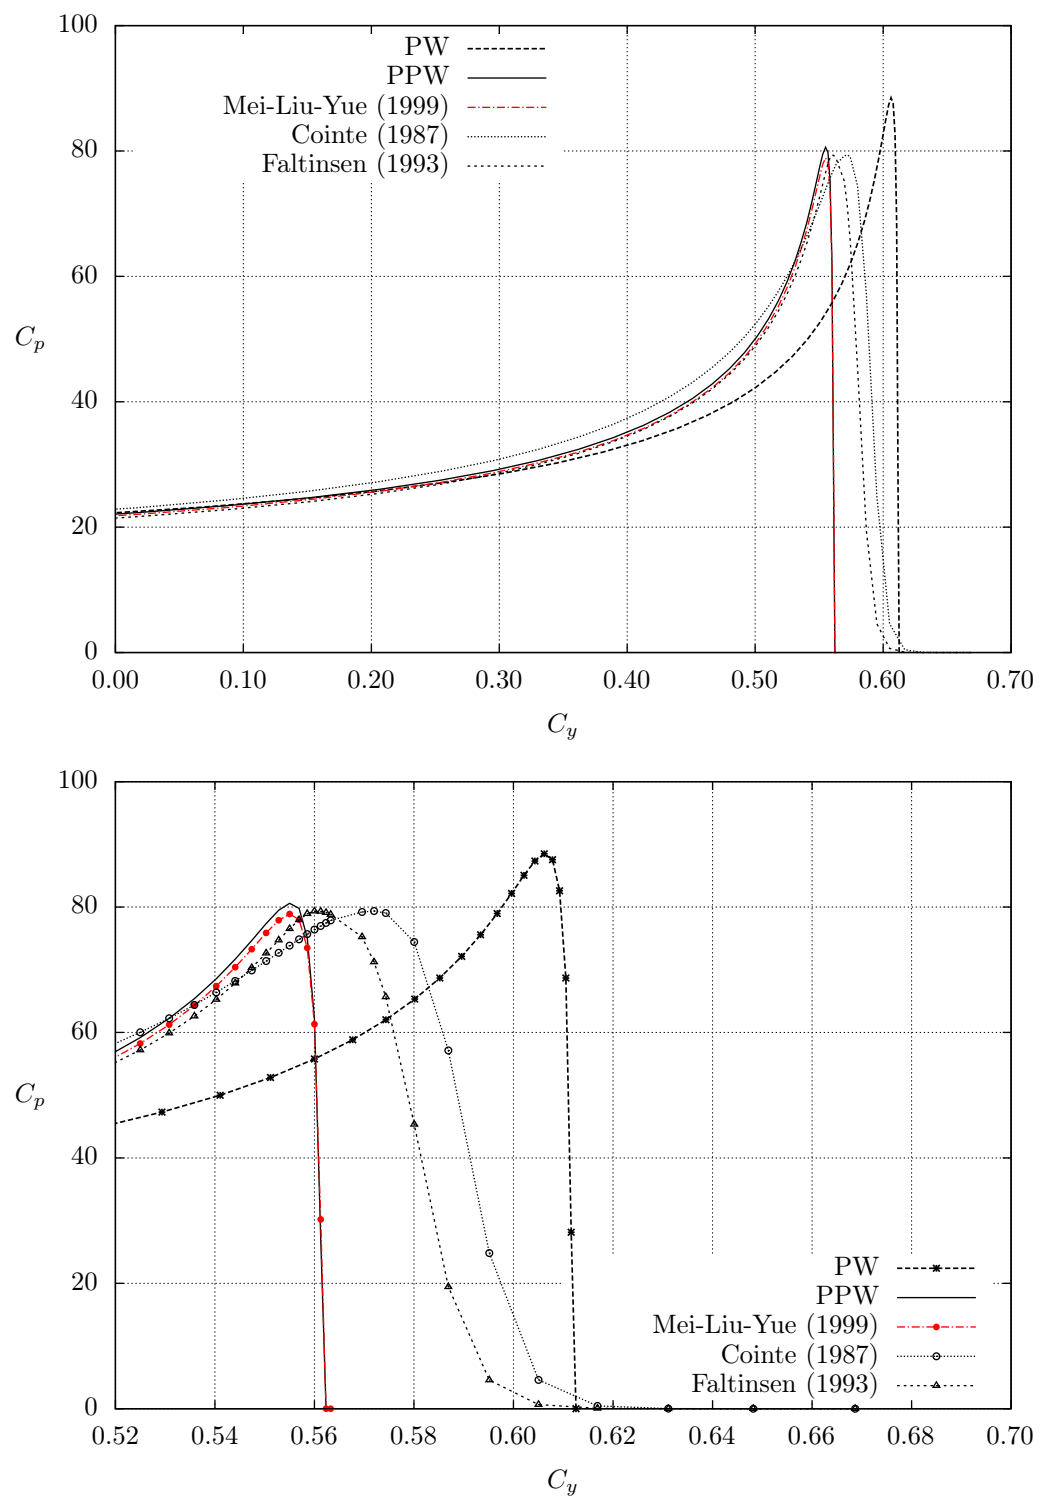 100
80
60
40
20
0
C_p
PW
PPW
Mei-Liu-Yue (1999)
Cointe (1987)
Faltinsen (1993)
0.00 0.10 0.20 0.30 0.40 0.50 0.60 0.70
C_y
100
80
60
40
20
0
C_p
PW
PPW
Mei-Liu-Yue (1999)
Cointe (1987)
Faltinsen (1993)
0.52 0.54 0.56 0.58 0.60 0.62 0.64 0.66 0.68 0.70
C_y